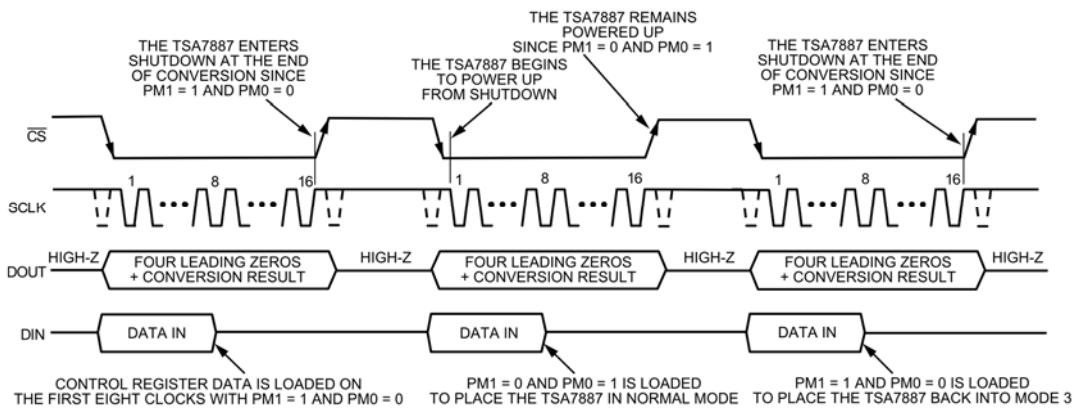 THE TSA7887 ENTERS
SHUTDOWN AT THE END
OF CONVERSION SINCE
PM1 = 1 AND PM0 = 0
THE TSA7887 REMAINS
POWERED UP
SINCE PM1 = 0 AND PM0 = 1
THE TSA7887 BEGINS
TO POWER UP
FROM SHUTDOWN
THE TSA7887 ENTERS
SHUTDOWN AT THE END
OF CONVERSION SINCE
PM1 = 1 AND PM0 = 0
CS
1 8 16 1 8 16 1 8 16
SCLK
HIGH-Z HIGH-Z HIGH-Z HIGH-Z
DOUT
FOUR LEADING ZEROS
+ CONVERSION RESULT
FOUR LEADING ZEROS
+ CONVERSION RESULT
FOUR LEADING ZEROS
+ CONVERSION RESULT
DIN DATA IN DATA IN DATA IN
CONTROL REGISTER DATA IS LOADED ON
THE FIRST EIGHT CLOCKS WITH PM1 = 1 AND PM0 = 0
PM1 = 0 AND PM0 = 1 IS LOADED
TO PLACE THE TSA7887 IN NORMAL MODE
PM1 = 1 AND PM0 = 0 IS LOADED
TO PLACE THE TSA7887 BACK INTO MODE 3